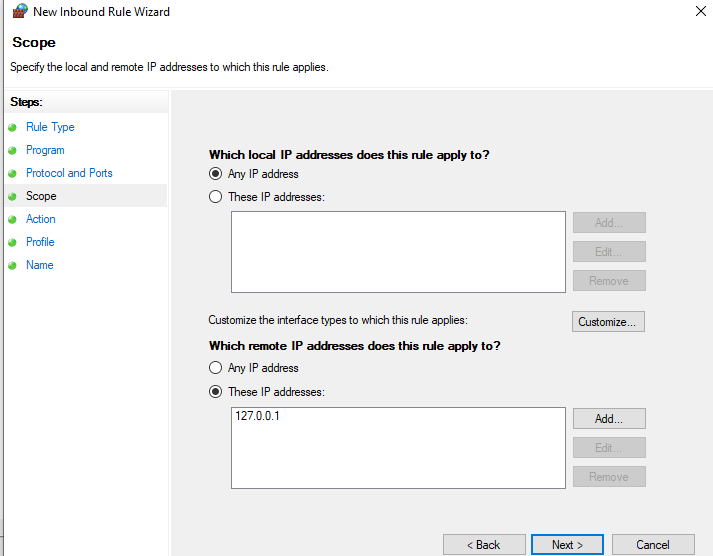 New Inbound Rule Wizard
Scope
Specify the local and remote IP addresses to which this rule applies.
Steps:
Rule Type
Program
Protocol and Ports
Scope
Action
Profile
Name
Which local IP addresses does this rule apply to?
Any IP address
These IP addresses:
Add...
Edit...
Remove
Customize the interface types to which this rule applies:
Customize...
Which remote IP addresses does this rule apply to?
Any IP address
These IP addresses:
127.0.0.1
Add...
Edit...
Remove
< Back
Next >
Cancel